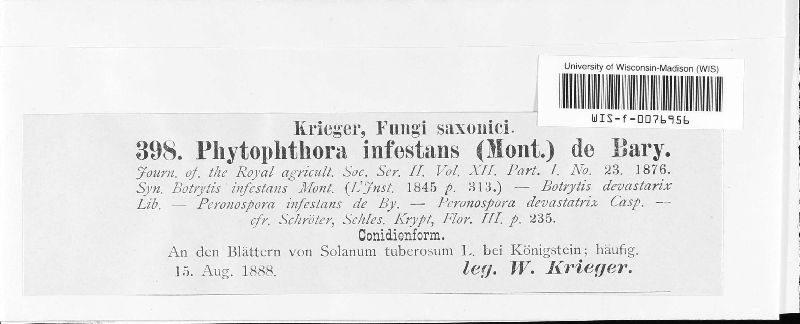 University of Wisconsin-Madison (WIS)
WIS-f-0076956
Krieger, Fungi saxonici.
398. Phytophthora infestans (Mont.) de Bary.
Journ. of. the Royal agricult. Soc. Ser. II. Vol. XII. Part. I. No. 23. 1876.
Syn. Botrytis infestans Mont. (L'Inst. 1845 p. 313.) — Botrytis devastarix
Lib. — Peronospora infestans de By. — Peronospora devastatrix Casp. —
cfr. Schröter, Schles. Krypt, Flor. III. p. 235.
Conidienform.
An den Blättern von Solanum tuberosum L. bei Königstein; häufig.
15. Aug. 1888. leg. W. Krieger.